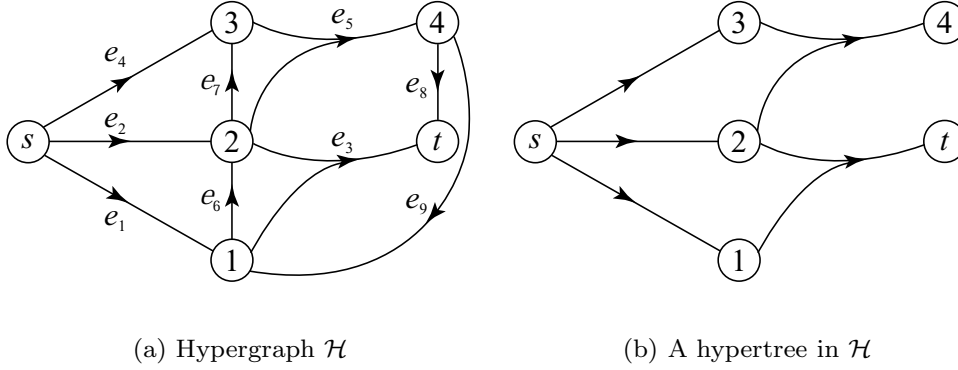 3
e₅
4
3
4
e₄
e₇
e₈
e₂
e₃
s
2
t
s
2
t
e₆
e₉
e₁
1
1
(a) Hypergraph ℋ
(b) A hypertree in ℋ